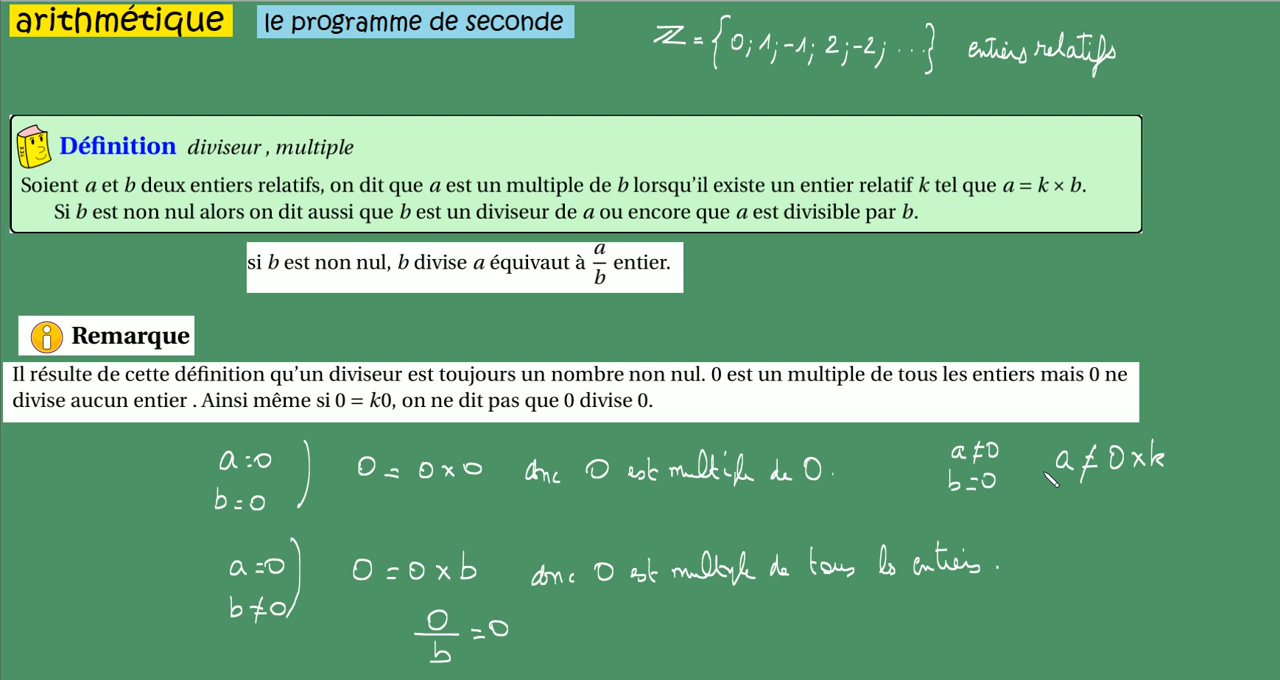 arithmétique
le programme de seconde
ℤ = {0; 1; -1; 2; -2; ...} entiers relatifs
Définition diviseur , multiple
Soient a et b deux entiers relatifs, on dit que a est un multiple de b lorsqu'il existe un entier relatif k tel que a = k × b.
Si b est non nul alors on dit aussi que b est un diviseur de a ou encore que a est divisible par b.
si b est non nul, b divise a équivaut à a/b entier.
Remarque
Il résulte de cette définition qu'un diviseur est toujours un nombre non nul. 0 est un multiple de tous les entiers mais 0 ne
divise aucun entier . Ainsi même si 0 = k0, on ne dit pas que 0 divise 0.
a=0
b=0
0 = 0 × 0 donc 0 est multiple de 0.
a≠0
b=0
a ≠ 0 × k
a=0
b≠0
0 = 0 × b donc 0 est multiple de tous les entiers.
0/b = 0